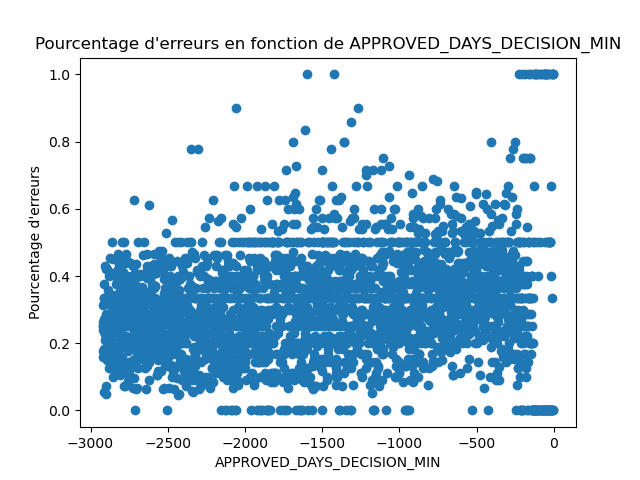 Pourcentage d'erreurs en fonction de APPROVED_DAYS_DECISION_MIN
1.0
0.8
0.6
0.4
0.2
0.0
Pourcentage d'erreurs
−3000 −2500 −2000 −1500 −1000 −500 0
APPROVED_DAYS_DECISION_MIN